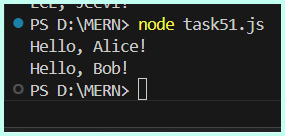 PS D:\MERN> node task51.js
Hello, Alice!
Hello, Bob!
PS D:\MERN>